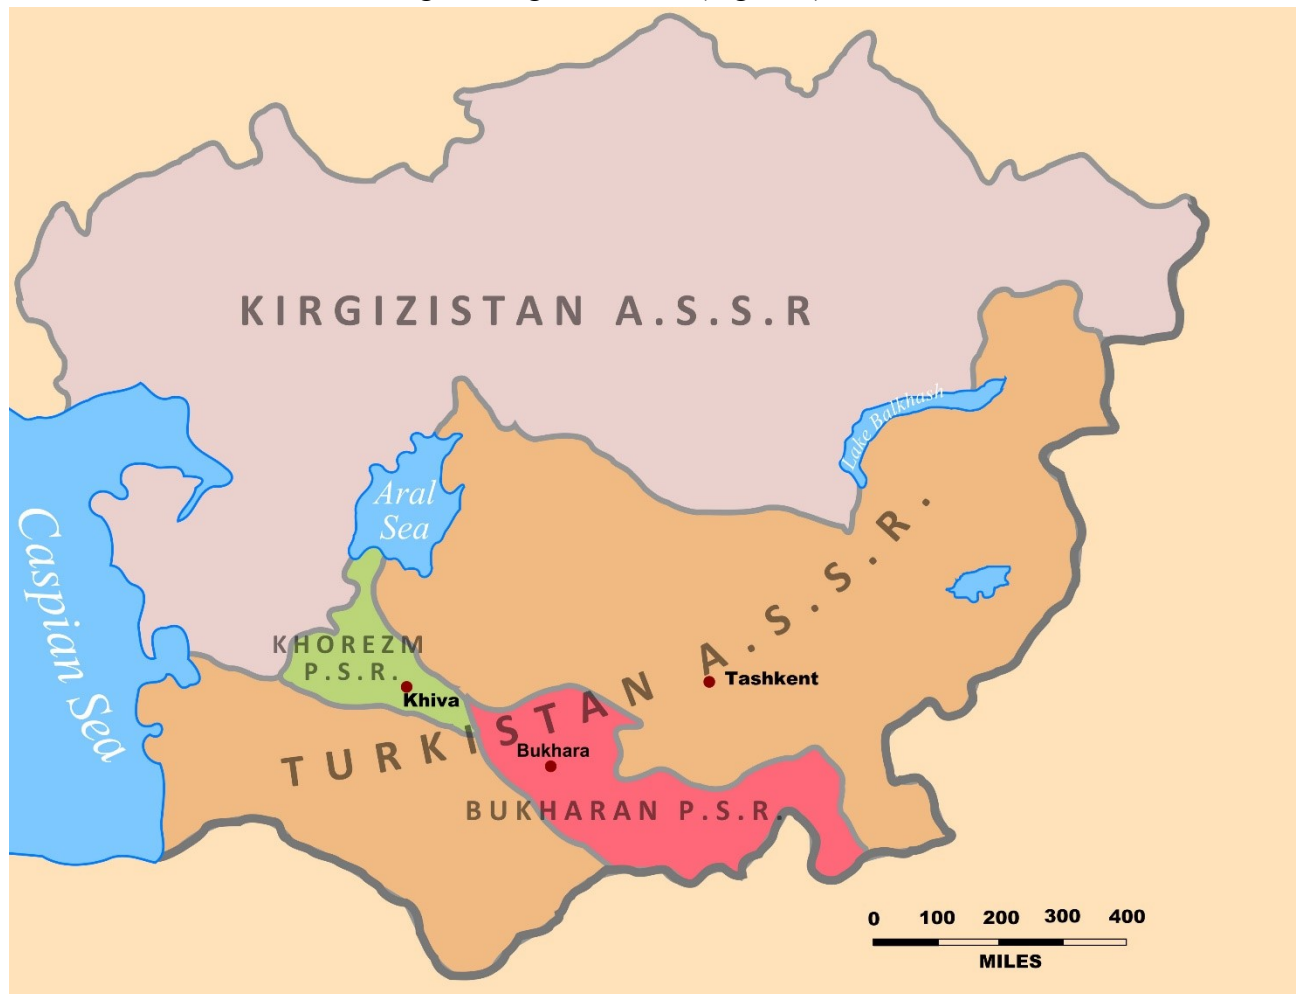 KIRGIZISTAN A.S.S.R
Lake Balkhash
Aral
Sea
Caspian Sea
KHOREZM
P.S.R.
Khiva
TURKISTAN A.S.S.R.
Tashkent
Bukhara
BUKHARAN P.S.R.
0 100 200 300 400
MILES